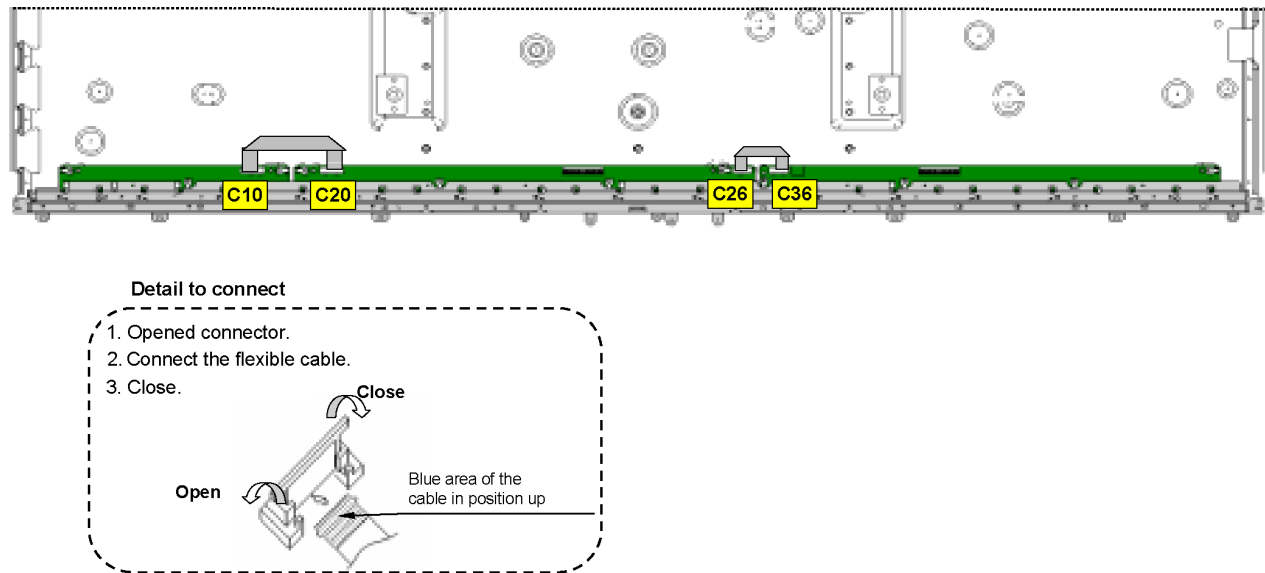 C10
C20
C26
C36
Detail to connect
1. Opened connector.
2. Connect the flexible cable.
3. Close.
Close
Open
Blue area of the
cable in position up